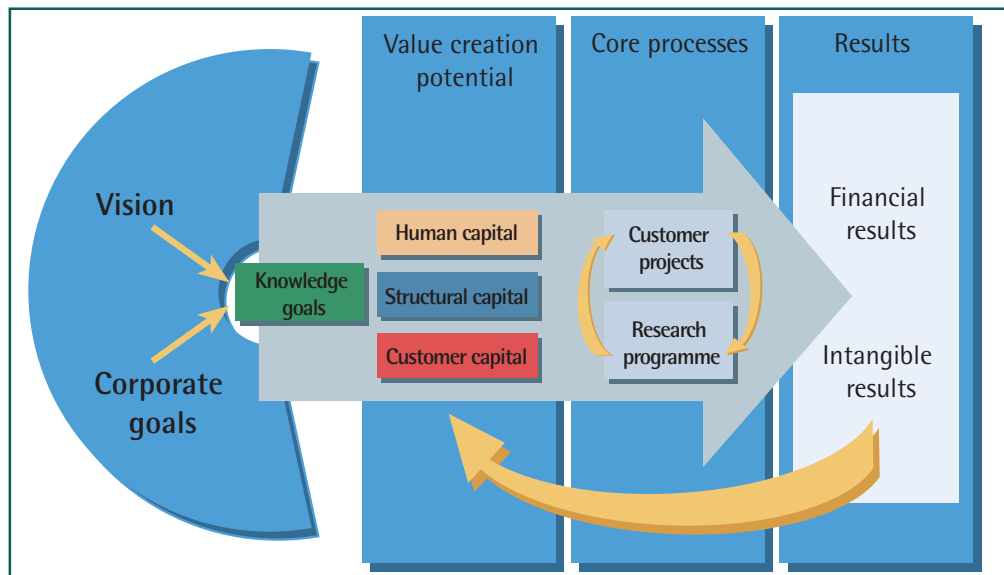 Value creation
potential
Core processes
Results
Vision
Corporate
goals
Knowledge
goals
Human capital
Structural capital
Customer capital
Customer
projects
Research
programme
Financial
results
Intangible
results